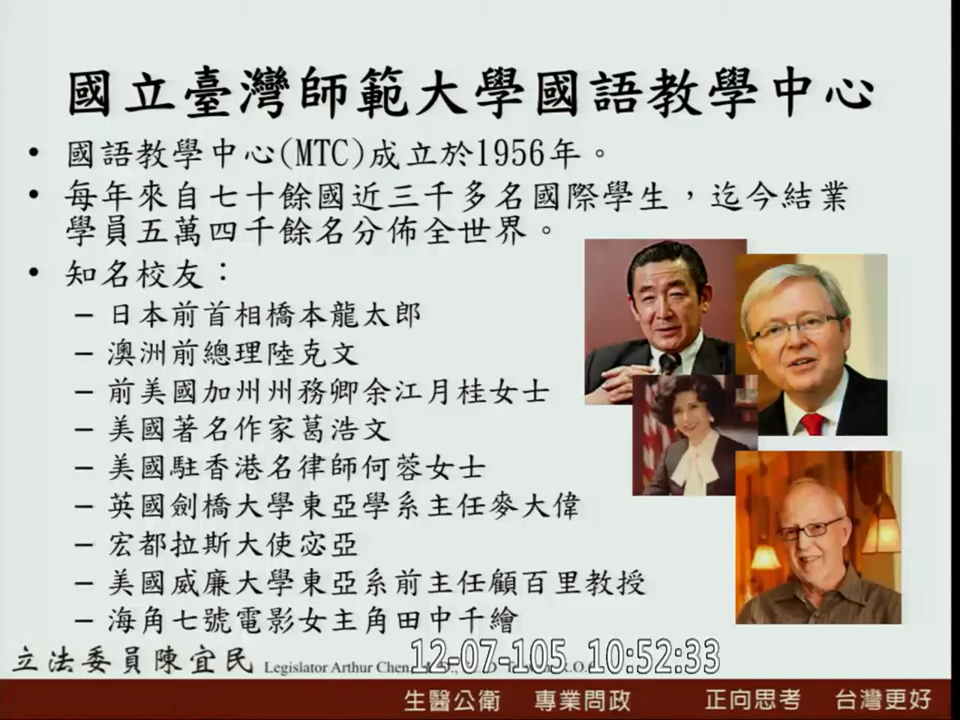 國立臺灣師範大學國語教學中心
• 國語教學中心(MTC)成立於1956年。
• 每年來自七十餘國近三千多名國際學生，迄今結業
學員五萬四千餘名分佈全世界。
• 知名校友：
– 日本前首相橋本龍太郎
– 澳洲前總理陸克文
– 前美國加州州務卿余江月桂女士
– 美國著名作家葛浩文
– 美國駐香港名律師何蓉女士
– 英國劍橋大學東亞學系主任麥大偉
– 宏都拉斯大使宓亞
– 美國威廉大學東亞系前主任顧百里教授
– 海角七號電影女主角田中千繪
立法委員陳宜民 Legislator Arthur Chen
12-07-105 10:52:33
生醫公衛 專業問政 正向思考 台灣更好